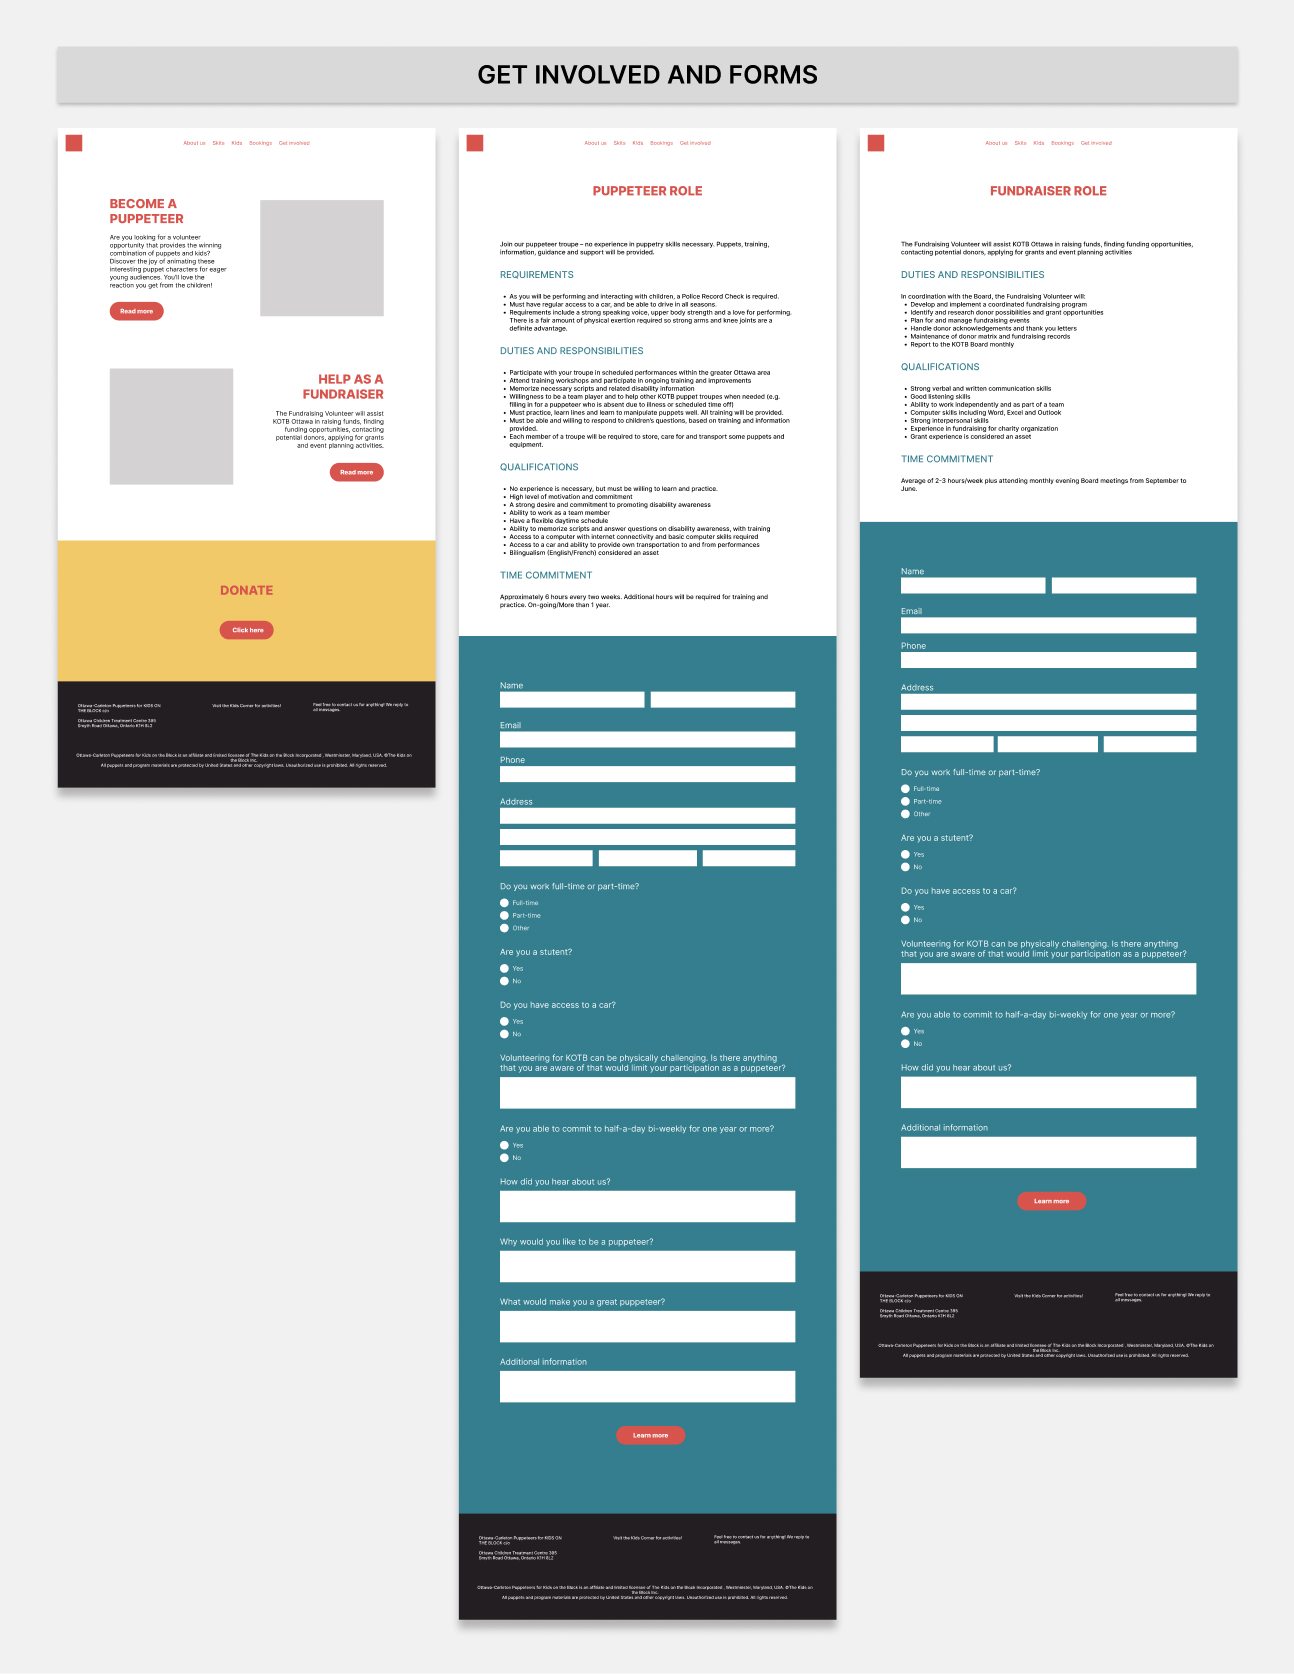 GET INVOLVED AND FORMS
About us Skits Kids Bookings Get involved
BECOME A
PUPPETEER
Are you looking for a volunteer
opportunity that provides the winning
combination of puppets and kids?
Discover the joy of animating these
interesting puppet characters for eager
young audiences. You'll love the
reaction you get from the children!
Read more
HELP AS A
FUNDRAISER
The Fundraising Volunteer will assist
KOTB Ottawa in raising funds, finding
funding opportunities, contacting
potential donors, applying for grants
and event planning activities.
Read more
DONATE
Click here
Ottawa-Carleton Puppeteers for KIDS ON
THE BLOCK c/o
Ottawa Children Treatment Centre 395
Smyth Road Ottawa, Ontario K1H 8L2
Visit the Kids Corner for activities!
Feel free to contact us for anything! We reply to
all messages.
Ottawa-Carleton Puppeteers for Kids on the Block is an affiliate and limited licensee of The Kids on the Block Incorporated , Westminster, Maryland, USA. ©The Kids on
the Block Inc.
All puppets and program materials are protected by United States and other copyright laws. Unauthorized use is prohibited. All rights reserved.
About us Skits Kids Bookings Get involved
PUPPETEER ROLE
Join our puppeteer troupe – no experience in puppetry skills necessary. Puppets, training,
information, guidance and support will be provided.
REQUIREMENTS
• As you will be performing and interacting with children, a Police Record Check is required.
• Must have regular access to a car, and be able to drive in all seasons.
• Requirements include a strong speaking voice, upper body strength and a love for performing.
There is a fair amount of physical exertion required so strong arms and knee joints are a
definite advantage.
DUTIES AND RESPONSIBILITIES
• Participate with your troupe in scheduled performances within the greater Ottawa area
• Attend training workshops and participate in ongoing training and improvements
• Memorize necessary scripts and related disability information
• Willingness to be a team player and to help other KOTB puppet troupes when needed (e.g.
filling in for a puppeteer who is absent due to illness or scheduled time off)
• Must practice, learn lines and learn to manipulate puppets well. All training will be provided.
• Must be able and willing to respond to children's questions, based on training and information
provided.
• Each member of a troupe will be required to store, care for and transport some puppets and
equipment.
QUALIFICATIONS
• No experience is necessary, but must be willing to learn and practice.
• High level of motivation and commitment
• A strong desire and commitment to promoting disability awareness
• Ability to work as a team member
• Have a flexible daytime schedule
• Ability to memorize scripts and answer questions on disability awareness, with training
• Access to a computer with internet connectivity and basic computer skills required
• Access to a car and ability to provide own transportation to and from performances
• Bilingualism (English/French) considered an asset
TIME COMMITMENT
Approximately 6 hours every two weeks. Additional hours will be required for training and
practice. On-going/More than 1 year.
Name
Email
Phone
Address
Do you work full-time or part-time?
Full-time
Part-time
Other
Are you a stutent?
Yes
No
Do you have access to a car?
Yes
No
Volunteering for KOTB can be physically challenging. Is there anything
that you are aware of that would limit your participation as a puppeteer?
Are you able to commit to half-a-day bi-weekly for one year or more?
Yes
No
How did you hear about us?
Why would you like to be a puppeteer?
What would make you a great puppeteer?
Additional information
Learn more
Ottawa-Carleton Puppeteers for KIDS ON
THE BLOCK c/o
Ottawa Children Treatment Centre 395
Smyth Road Ottawa, Ontario K1H 8L2
Visit the Kids Corner for activities!
Feel free to contact us for anything! We reply to
all messages.
Ottawa-Carleton Puppeteers for Kids on the Block is an affiliate and limited licensee of The Kids on the Block Incorporated , Westminster, Maryland, USA. ©The Kids on
the Block Inc.
All puppets and program materials are protected by United States and other copyright laws. Unauthorized use is prohibited. All rights reserved.
About us Skits Kids Bookings Get involved
FUNDRAISER ROLE
The Fundraising Volunteer will assist KOTB Ottawa in raising funds, finding funding opportunities,
contacting potential donors, applying for grants and event planning activities
DUTIES AND RESPONSIBILITIES
In coordination with the Board, the Fundraising Volunteer will:
• Develop and implement a coordinated fundraising program
• Identify and research donor possibilities and grant opportunities
• Plan for and manage fundraising events
• Handle donor acknowledgements and thank you letters
• Maintenance of donor matrix and fundraising records
• Report to the KOTB Board monthly
QUALIFICATIONS
• Strong verbal and written communication skills
• Good listening skills
• Ability to work independently and as part of a team
• Computer skills including Word, Excel and Outlook
• Strong interpersonal skills
• Experience in fundraising for charity organization
• Grant experience is considered an asset
TIME COMMITMENT
Average of 2-3 hours/week plus attending monthly evening Board meetings from September to
June.
Name
Email
Phone
Address
Do you work full-time or part-time?
Full-time
Part-time
Other
Are you a stutent?
Yes
No
Do you have access to a car?
Yes
No
Volunteering for KOTB can be physically challenging. Is there anything
that you are aware of that would limit your participation as a puppeteer?
Are you able to commit to half-a-day bi-weekly for one year or more?
Yes
No
How did you hear about us?
Additional information
Learn more
Ottawa-Carleton Puppeteers for KIDS ON
THE BLOCK c/o
Ottawa Children Treatment Centre 395
Smyth Road Ottawa, Ontario K1H 8L2
Visit the Kids Corner for activities!
Feel free to contact us for anything! We reply to
all messages.
Ottawa-Carleton Puppeteers for Kids on the Block is an affiliate and limited licensee of The Kids on the Block Incorporated , Westminster, Maryland, USA. ©The Kids on
the Block Inc.
All puppets and program materials are protected by United States and other copyright laws. Unauthorized use is prohibited. All rights reserved.